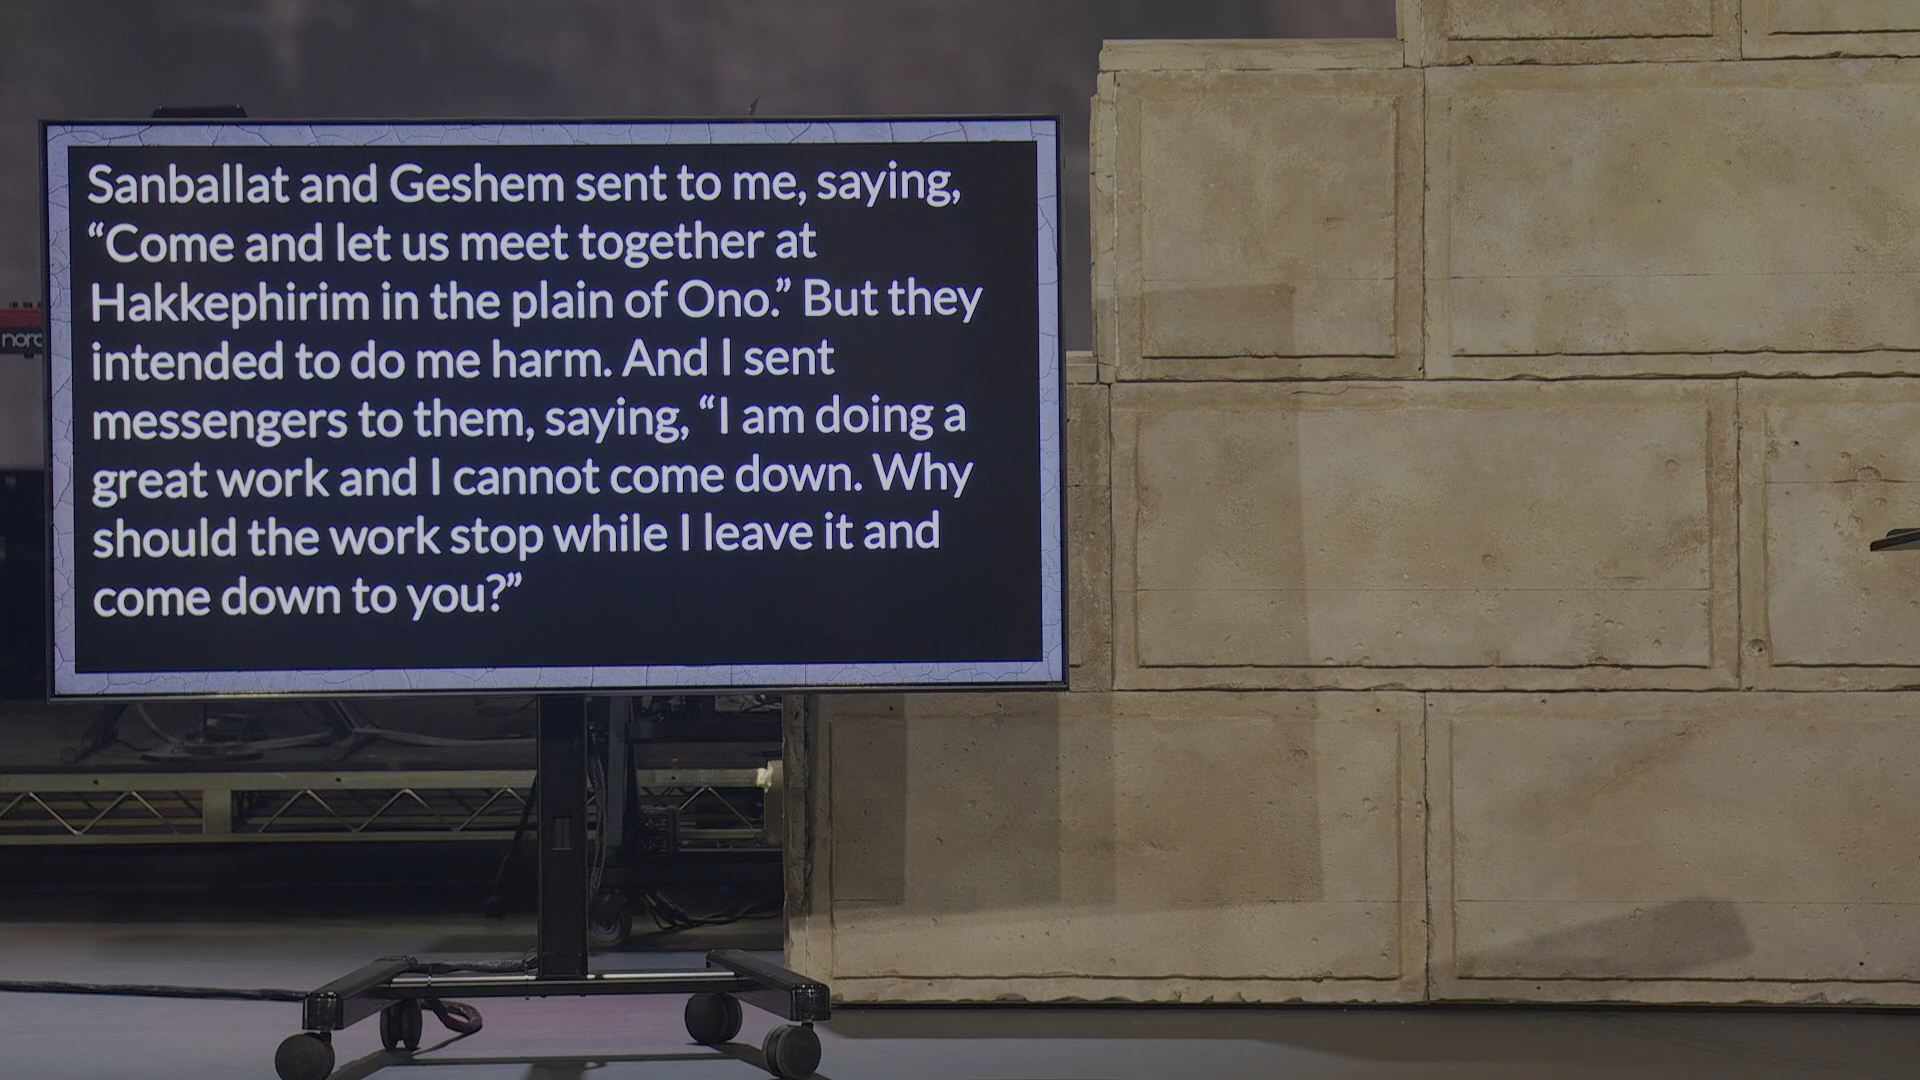 Sanballat and Geshem sent to me, saying,
“Come and let us meet together at
Hakkephirim in the plain of Ono.” But they
intended to do me harm. And I sent
messengers to them, saying, “I am doing a
great work and I cannot come down. Why
should the work stop while I leave it and
come down to you?”
nord